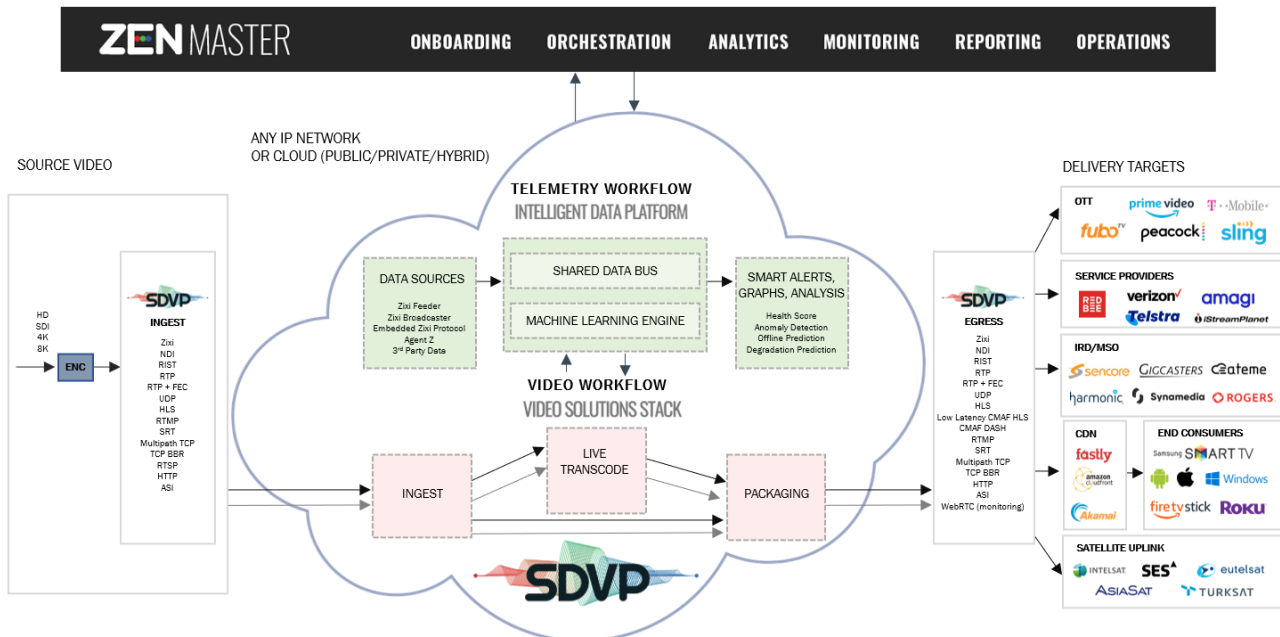 ZEN MASTER
ONBOARDING
ORCHESTRATION
ANALYTICS
MONITORING
REPORTING
OPERATIONS
SOURCE VIDEO
ANY IP NETWORK
OR CLOUD (PUBLIC/PRIVATE/HYBRID)
DELIVERY TARGETS
HD
SDI
4K
8K
ENC
SDVP
INGEST
Zixi
NDI
RIST
RTP
RTP + FEC
UDP
HLS
RTMP
SRT
Multipath TCP
TCP BBR
RTSP
HTTP
ASI
TELEMETRY WORKFLOW
INTELLIGENT DATA PLATFORM
DATA SOURCES
Zixi Feeder
Zixi Broadcaster
Embedded Zixi Protocol
Agent Z
3rd Party Data
SHARED DATA BUS
MACHINE LEARNING ENGINE
SMART ALERTS,
GRAPHS, ANALYSIS
Health Score
Anomaly Detection
Offline Prediction
Degradation Prediction
VIDEO WORKFLOW
VIDEO SOLUTIONS STACK
INGEST
LIVE
TRANSCODE
PACKAGING
SDVP
SDVP
EGRESS
Zixi
NDI
RIST
RTP
RTP + FEC
UDP
HLS
Low Latency CMAF HLS
CMAF DASH
RTMP
SRT
Multipath TCP
TCP BBR
HTTP
ASI
WebRTC (monitoring)
OTT
prime video
T··Mobile·
fubo TV
peacock
sling
SERVICE PROVIDERS
RED
BEE
verizon
amagi
Telstra
iStreamPlanet
IRD/MSO
sencore
GIGCASTERS
ateme
harmonic
Synamedia
ROGERS
CDN
fastly
amazon
cloudfront
Akamai
END CONSUMERS
Samsung SMART TV
Windows
fire tv stick
ROKU
SATELLITE UPLINK
INTELSAT
SES
eutelsat
ASIASAT
TURKSAT